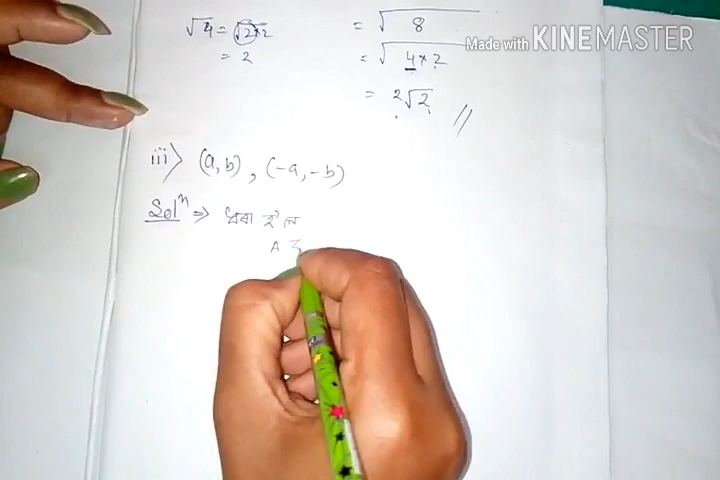 √4 = √2×2
= 2
= √8
= √4×2
= 2√2 //
Made with KINEMASTER
iii> (a, b), (-a, -b)
Solⁿ ⇒ ধৰা হ'ল
A